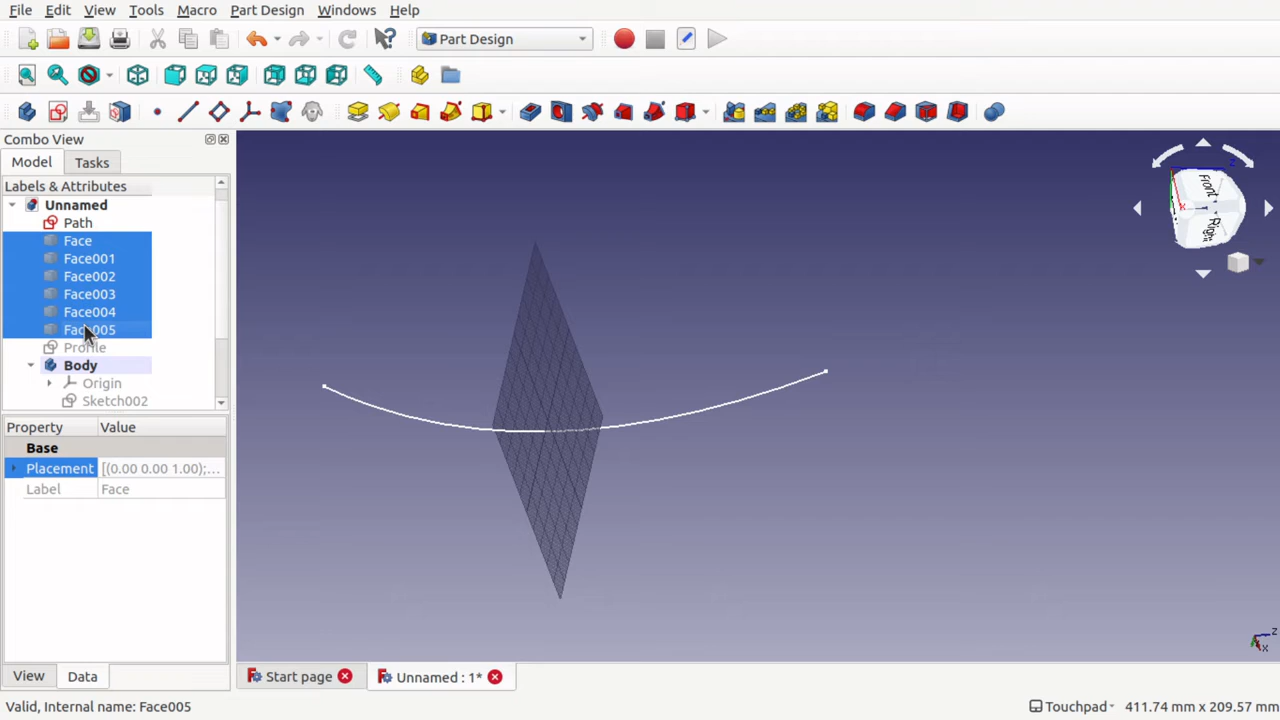 File Edit View Tools Macro Part Design Windows Help
Part Design
Combo View
Model Tasks
Labels & Attributes
Unnamed
Path
Face
Face001
Face002
Face003
Face004
Face005
Profile
Body
Origin
Sketch002
Property Value
Base
Placement [(0.00 0.00 1.00);...
Label Face
View Data
Front
Right
Z
X
Z
X
Start page
Unnamed : 1*
Valid, Internal name: Face005
Touchpad
411.74 mm x 209.57 mm